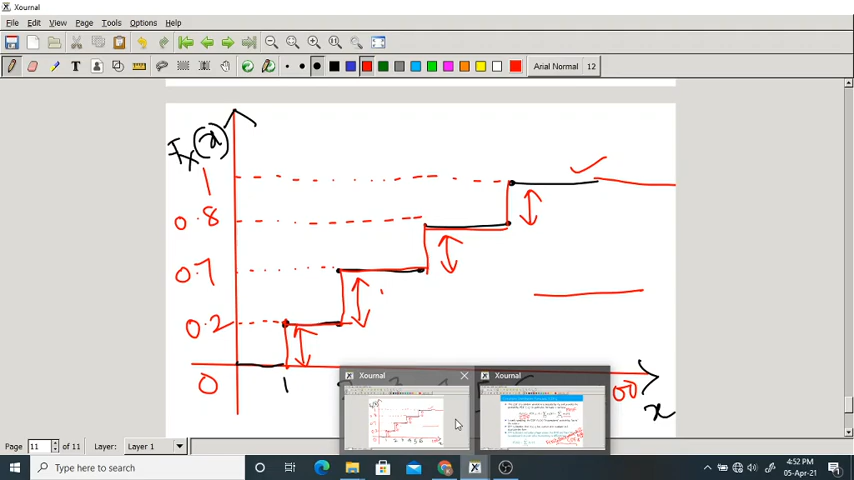 Xournal
File Edit View Page Tools Options Help
Arial Normal 12
Fx(x)
1
0.8
0.7
0.2
0
1
∞
x
Xournal
Xournal
Page 11 of 11 Layer: Layer 1
Type here to search
4:52 PM
05-Apr-21